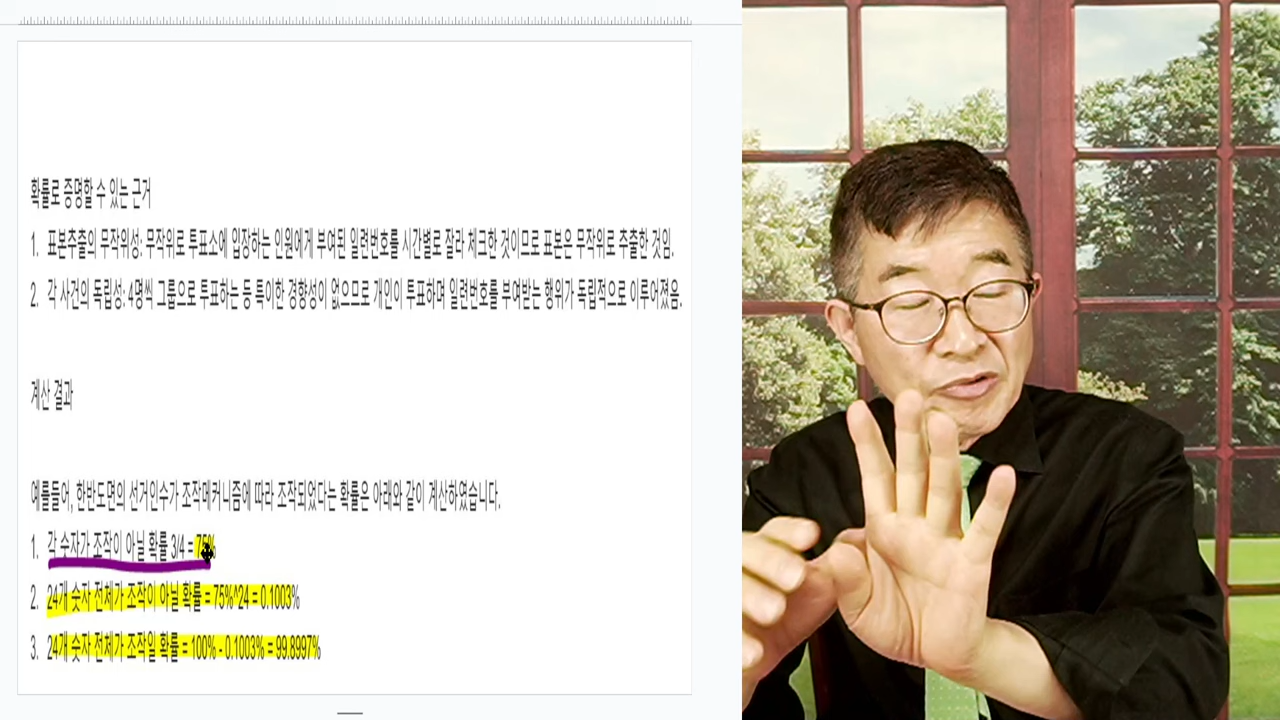 확률로 증명할 수 있는 근거
1. 표본추출의 무작위성: 무작위로 투표소에 입장하는 인원에게 부여된 일련번호를 시간별로 잘라 체크한 것이므로 표본은 무작위로 추출한 것임.
2. 각 사건의 독립성: 4명씩 그룹으로 투표하는 등 특이한 경향성이 없으므로 개인이 투표하며 일련번호를 부여받는 행위가 독립적으로 이루어졌음.
계산 결과
예를들어, 한반도면의 선거인수가 조작메커니즘에 따라 조작되었다는 확률은 아래와 같이 계산하였습니다.
1. 각 숫자가 조작이 아닐 확률 3/4 = 75%
2. 24개 숫자 전체가 조작이 아닐 확률 = 75%^24 = 0.1003%
3. 24개 숫자 전체가 조작일 확률 = 100% - 0.1003% = 99.8997%